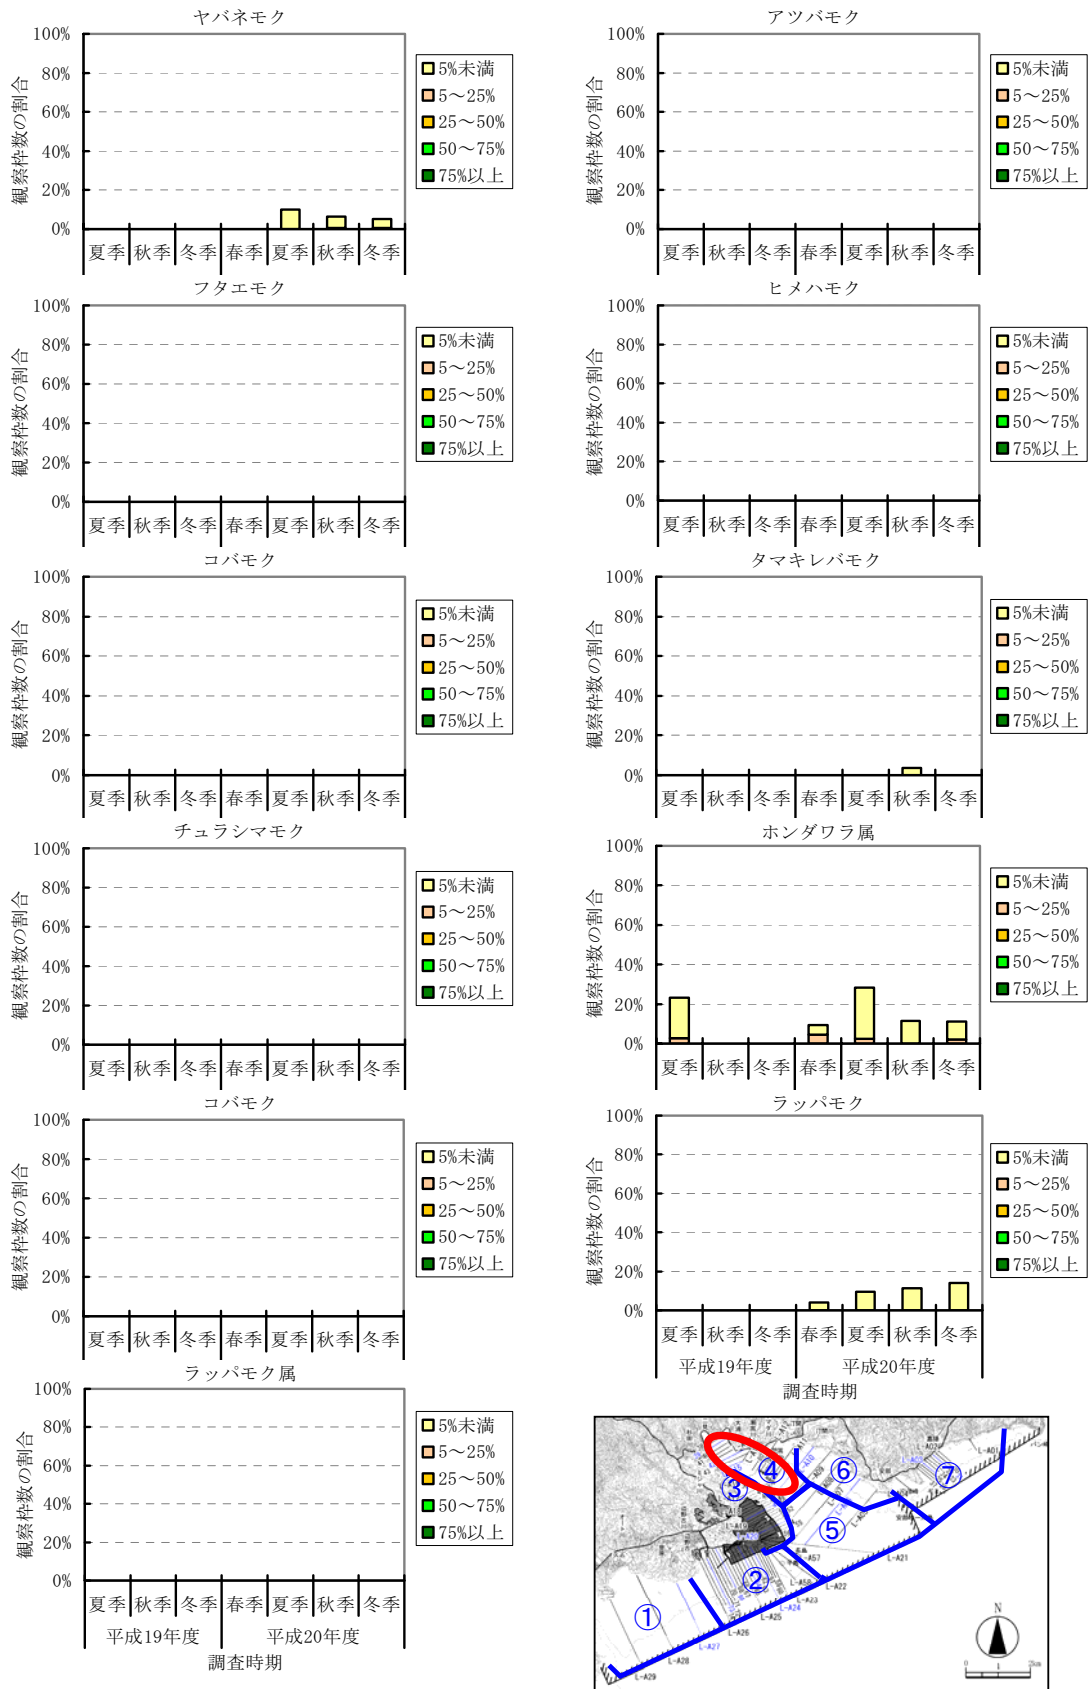 ヤバネモク
100%
80%
60%
40%
20%
0%
観察枠数の割合
夏季 秋季 冬季 春季 夏季 秋季 冬季
5%未満
5～25%
25～50%
50～75%
75%以上
アツバモク
100%
80%
60%
40%
20%
0%
観察枠数の割合
夏季 秋季 冬季 春季 夏季 秋季 冬季
5%未満
5～25%
25～50%
50～75%
75%以上
フタエモク
100%
80%
60%
40%
20%
0%
観察枠数の割合
夏季 秋季 冬季 春季 夏季 秋季 冬季
5%未満
5～25%
25～50%
50～75%
75%以上
ヒメハモク
100%
80%
60%
40%
20%
0%
観察枠数の割合
夏季 秋季 冬季 春季 夏季 秋季 冬季
5%未満
5～25%
25～50%
50～75%
75%以上
コバモク
100%
80%
60%
40%
20%
0%
観察枠数の割合
夏季 秋季 冬季 春季 夏季 秋季 冬季
5%未満
5～25%
25～50%
50～75%
75%以上
タマキレバモク
100%
80%
60%
40%
20%
0%
観察枠数の割合
夏季 秋季 冬季 春季 夏季 秋季 冬季
5%未満
5～25%
25～50%
50～75%
75%以上
チュラシマモク
100%
80%
60%
40%
20%
0%
観察枠数の割合
夏季 秋季 冬季 春季 夏季 秋季 冬季
5%未満
5～25%
25～50%
50～75%
75%以上
ホンダワラ属
100%
80%
60%
40%
20%
0%
観察枠数の割合
夏季 秋季 冬季 春季 夏季 秋季 冬季
5%未満
5～25%
25～50%
50～75%
75%以上
コバモク
100%
80%
60%
40%
20%
0%
観察枠数の割合
夏季 秋季 冬季 春季 夏季 秋季 冬季
5%未満
5～25%
25～50%
50～75%
75%以上
ラッパモク
100%
80%
60%
40%
20%
0%
観察枠数の割合
夏季 秋季 冬季 春季 夏季 秋季 冬季
平成19年度 平成20年度
調査時期
5%未満
5～25%
25～50%
50～75%
75%以上
ラッパモク属
100%
80%
60%
40%
20%
0%
観察枠数の割合
夏季 秋季 冬季 春季 夏季 秋季 冬季
平成19年度 平成20年度
調査時期
5%未満
5～25%
25～50%
50～75%
75%以上
①
②
③
④
⑤
⑥
⑦
L-A01
L-A21
L-A22
L-A23
L-A24
L-A25
L-A26
L-A27
L-A28
L-A29
L-A57
L-A58
N
0 1 2km